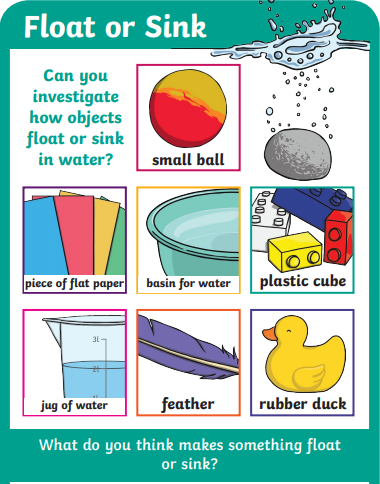 Float or Sink
Can you
investigate
how objects
float or sink
in water?
small ball
piece of flat paper
basin for water
plastic cube
3l
2l
jug of water
feather
rubber duck
What do you think makes something float
or sink?